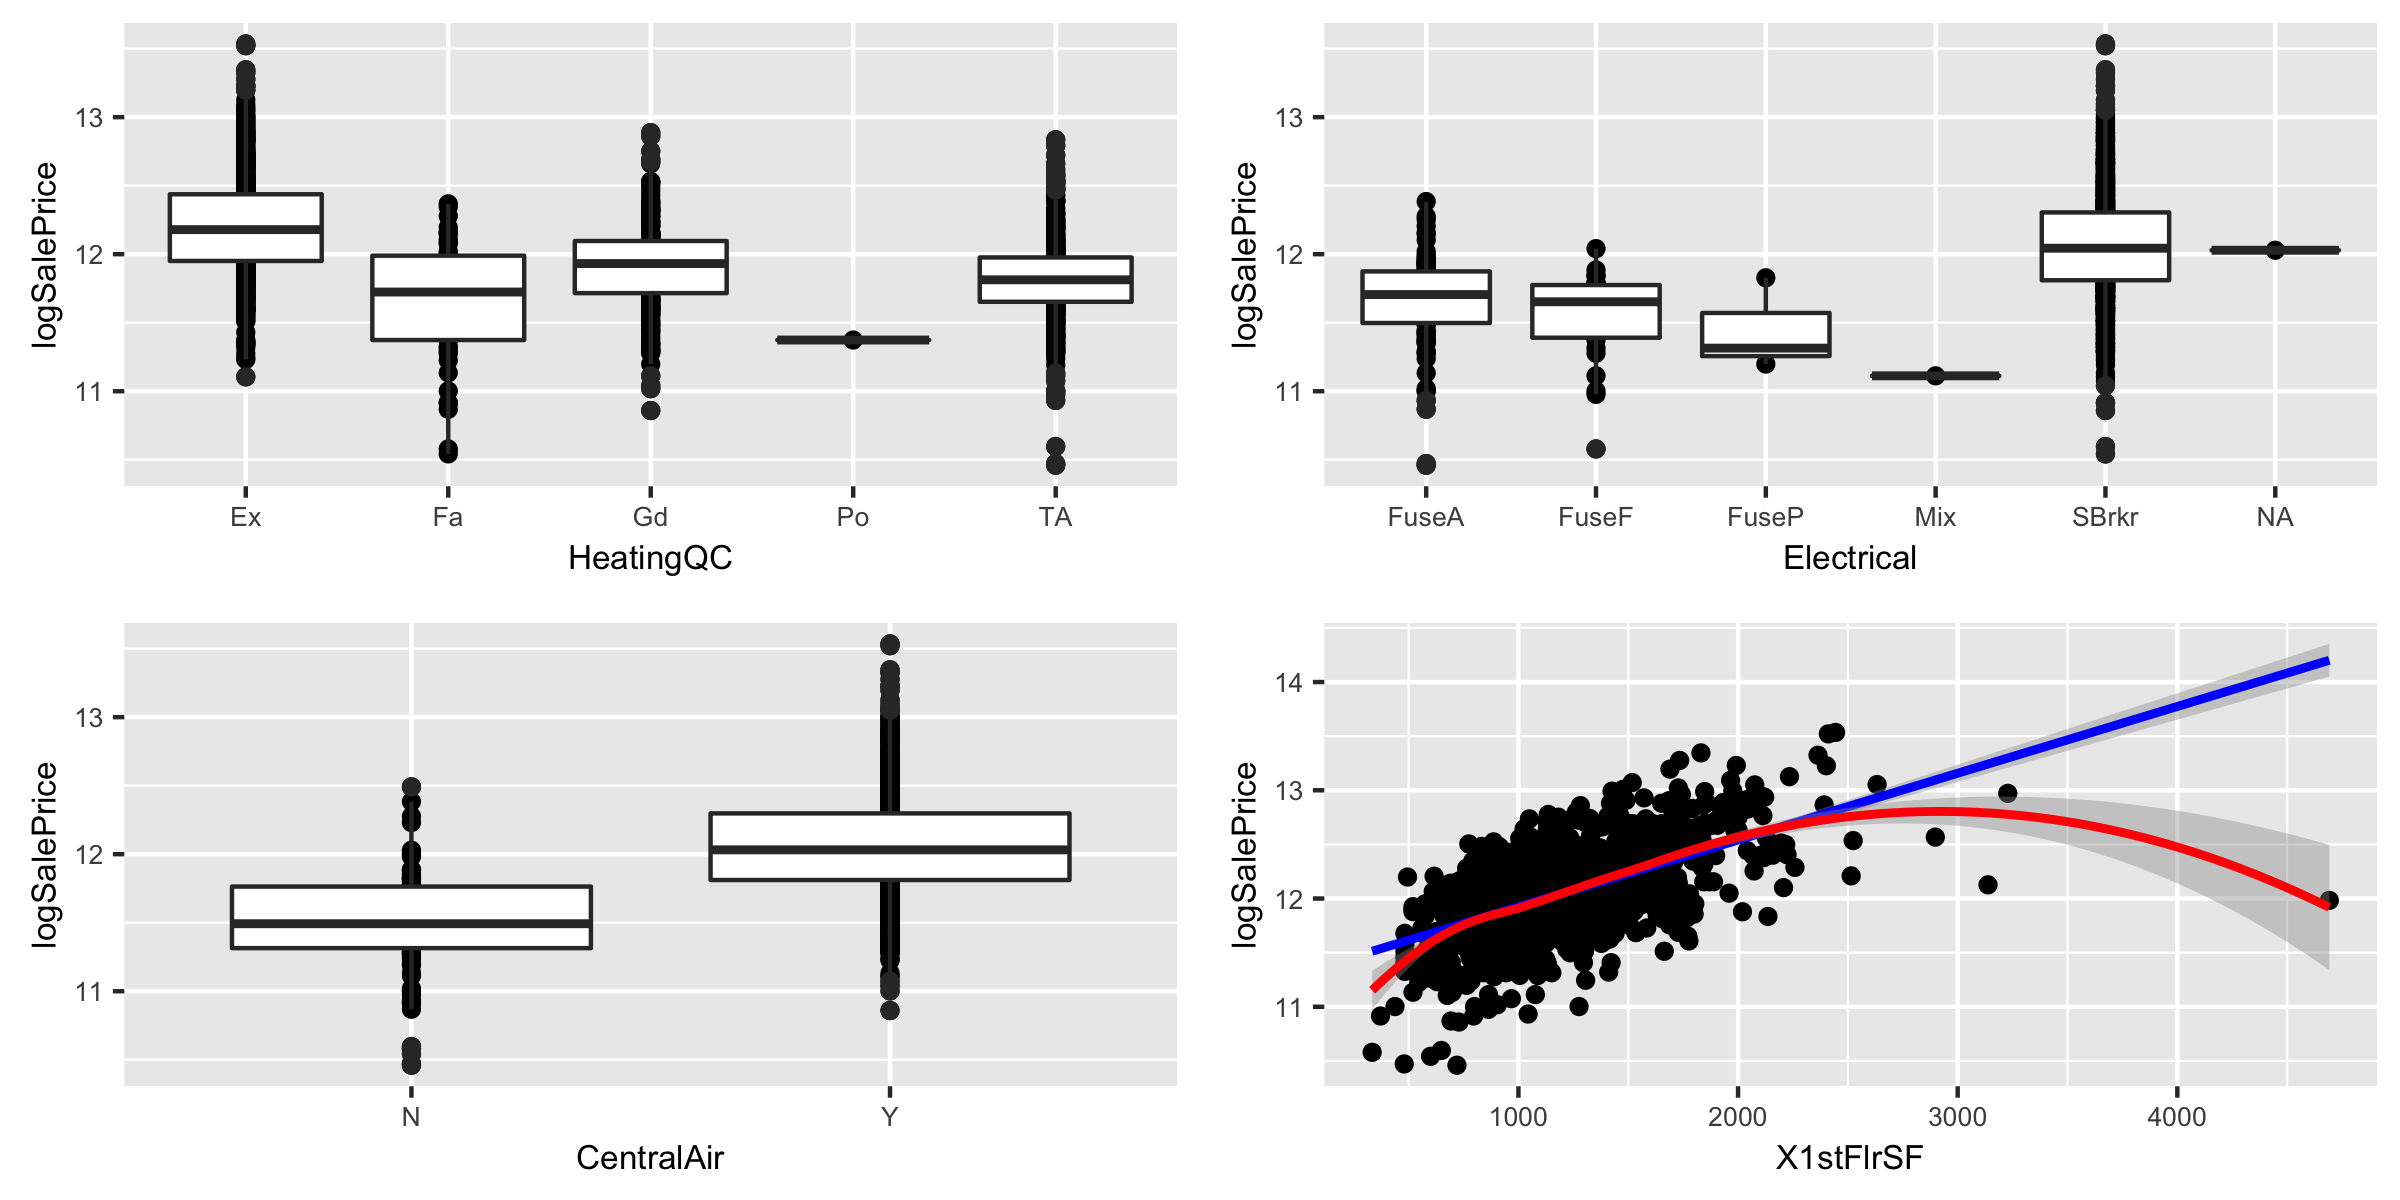 logSalePrice
13
12
11
Ex Fa Gd Po TA
HeatingQC
logSalePrice
13
12
11
FuseA FuseF FuseP Mix SBrkr NA
Electrical
logSalePrice
13
12
11
N Y
CentralAir
logSalePrice
14
13
12
11
1000 2000 3000 4000
X1stFlrSF